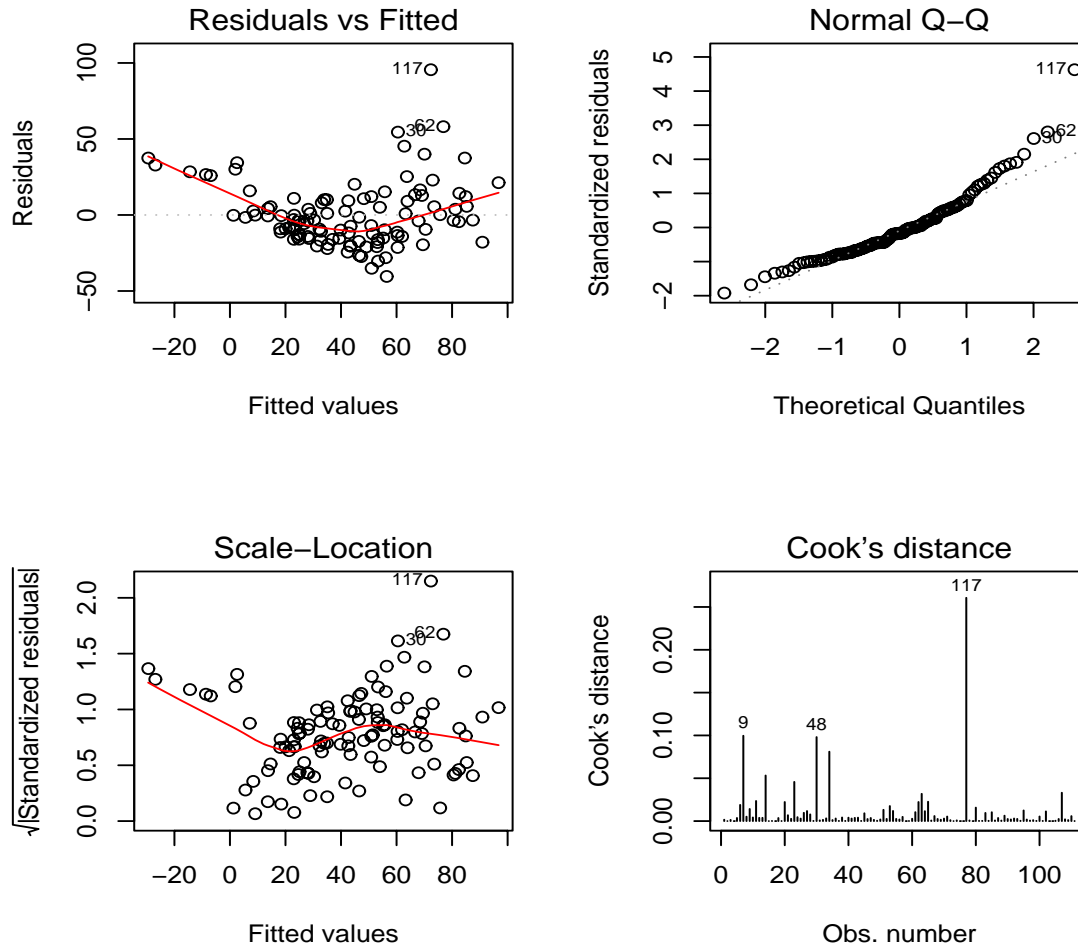 Residuals vs Fitted
Residuals
100
50
0
−50
117
62
30
−20 0 20 40 60 80
Fitted values
Normal Q−Q
Standardized residuals
5
4
3
2
1
0
−2
117
62
30
−2 −1 0 1 2
Theoretical Quantiles
Scale−Location
√|Standardized residuals|
2.0
1.5
1.0
0.5
0.0
117
62
30
−20 0 20 40 60 80
Fitted values
Cook's distance
Cook's distance
0.20
0.10
0.00
117
9
48
0 20 40 60 80 100
Obs. number